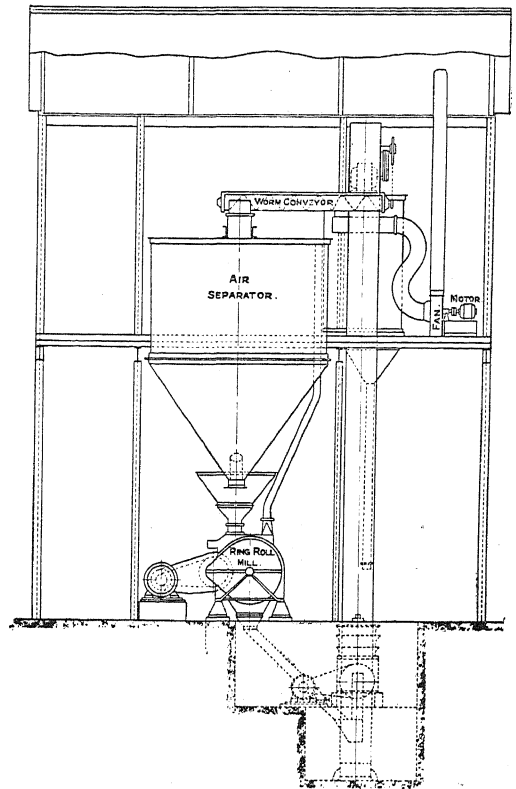 WORM CONVEYOR.
AIR
SEPARATOR.
MOTOR
FAN.
RING ROLL
MILL.